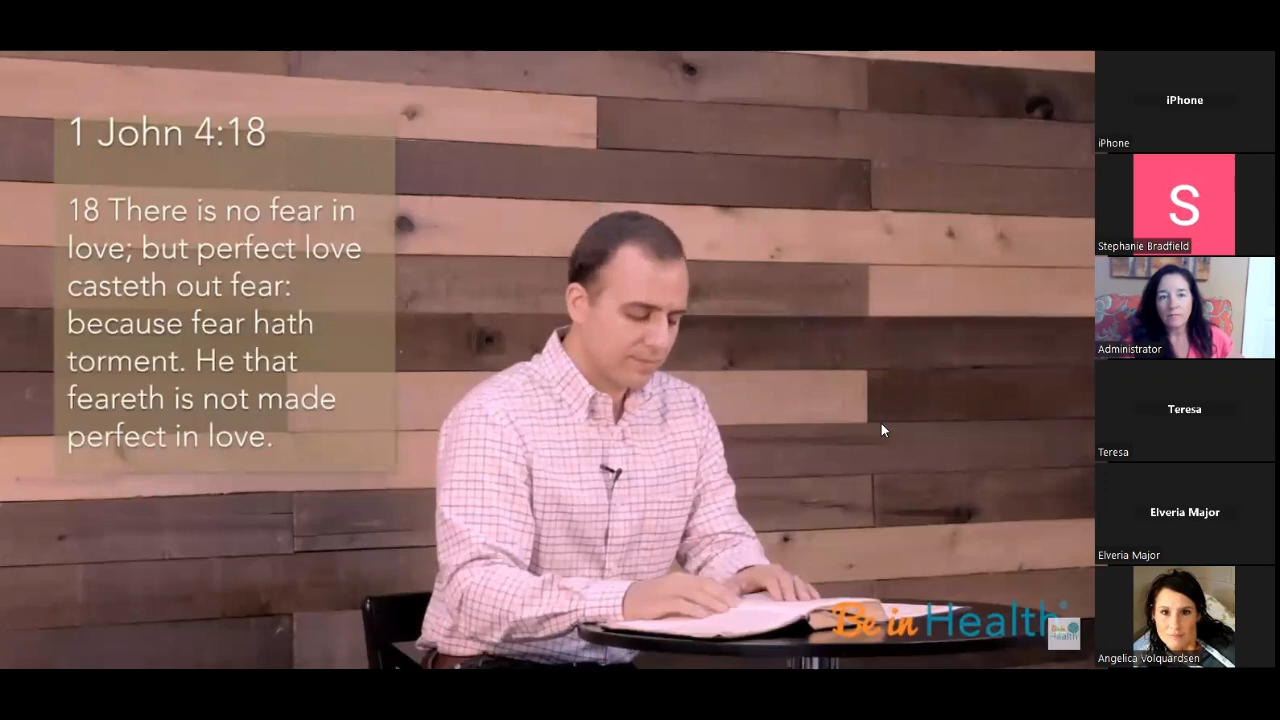 1 John 4:18
18 There is no fear in
love; but perfect love
casteth out fear:
because fear hath
torment. He that
feareth is not made
perfect in love.
Be in Health®
Health
iPhone
iPhone
S
Stephanie Bradfield
Administrator
Teresa
Teresa
Elveria Major
Elveria Major
Angelica Volquardsen